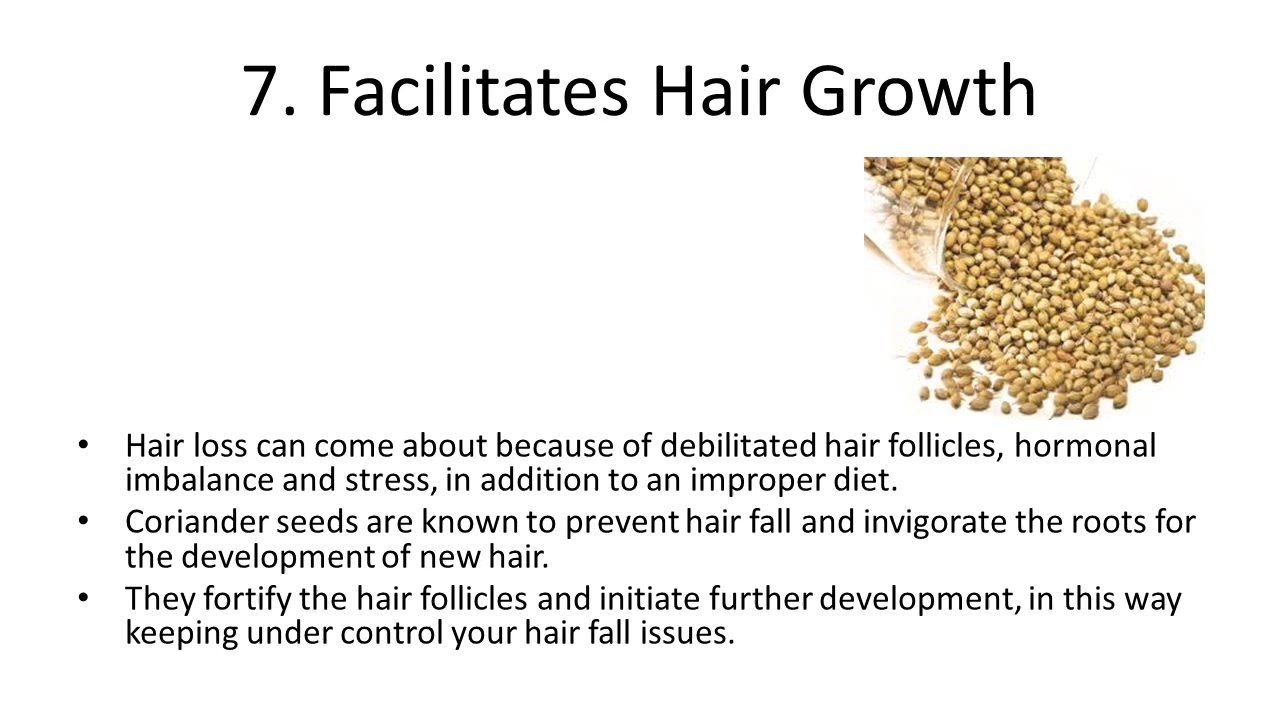 7. Facilitates Hair Growth
• Hair loss can come about because of debilitated hair follicles, hormonal
imbalance and stress, in addition to an improper diet.
• Coriander seeds are known to prevent hair fall and invigorate the roots for
the development of new hair.
• They fortify the hair follicles and initiate further development, in this way
keeping under control your hair fall issues.